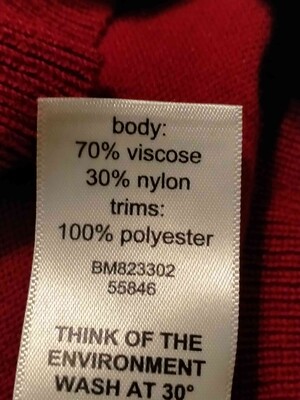 body:
70% viscose
30% nylon
trims:
100% polyester
BM823302
55846
THINK OF THE
ENVIRONMENT
WASH AT 30°